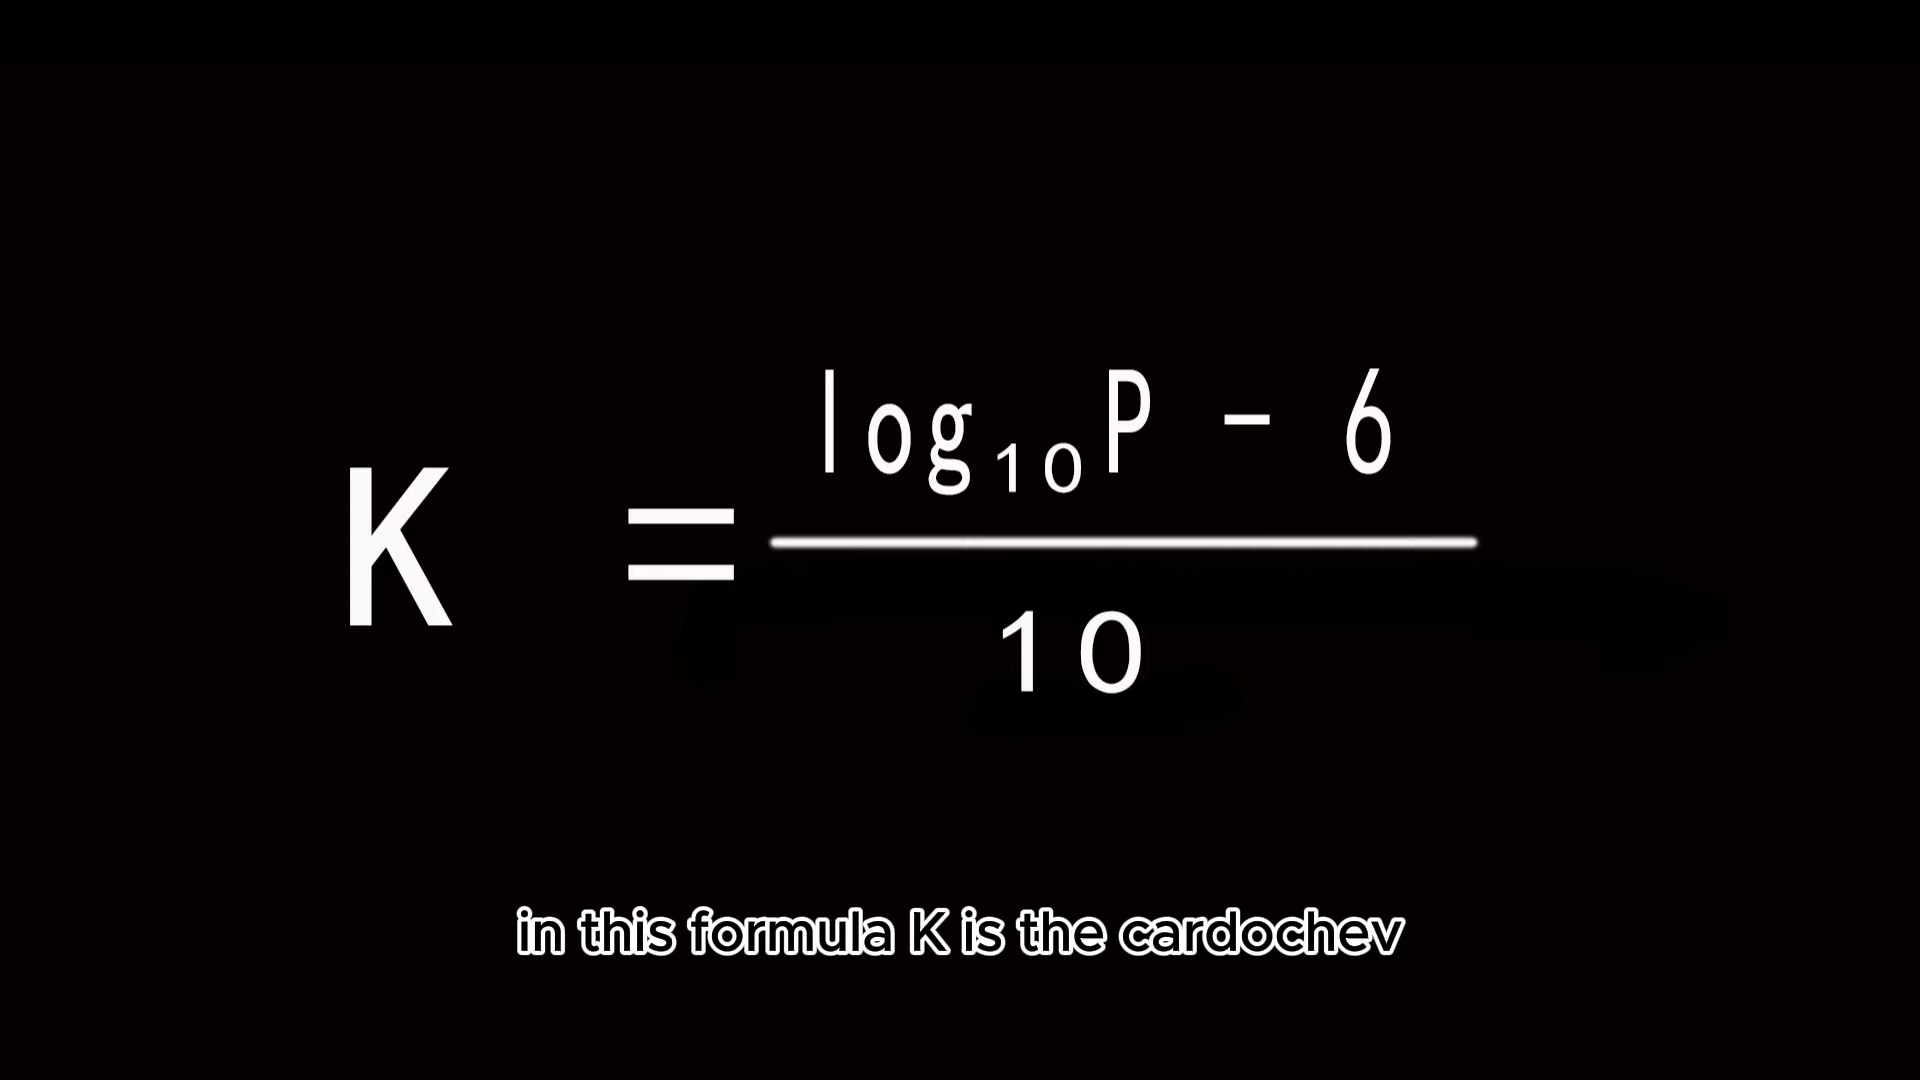 K = log₁₀P - 6
10
in this formula K is the cardochev